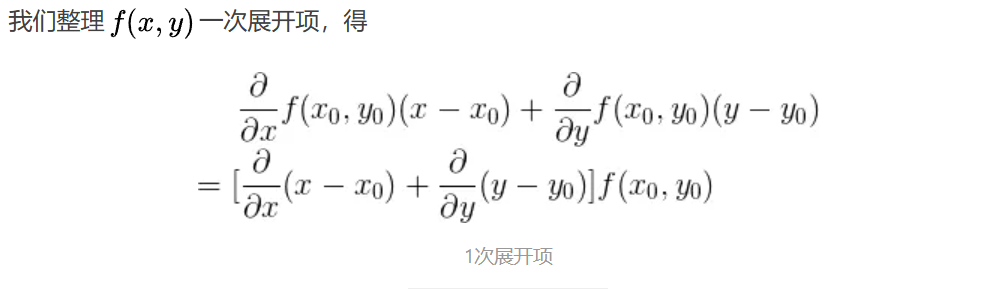 我们整理 f(x, y) 一次展开项，得
∂/∂x f(x₀, y₀)(x − x₀) + ∂/∂y f(x₀, y₀)(y − y₀)
= [∂/∂x (x − x₀) + ∂/∂y (y − y₀)]f(x₀, y₀)
1次展开项